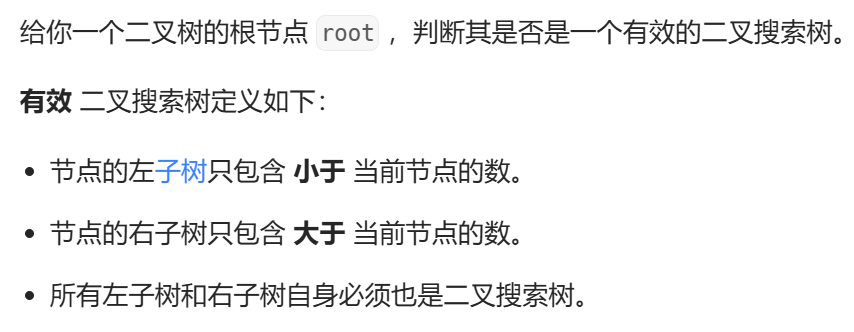 给你一个二叉树的根节点 root ，判断其是否是一个有效的二叉搜索树。
有效 二叉搜索树定义如下：
• 节点的左子树只包含 小于 当前节点的数。
• 节点的右子树只包含 大于 当前节点的数。
• 所有左子树和右子树自身必须也是二叉搜索树。